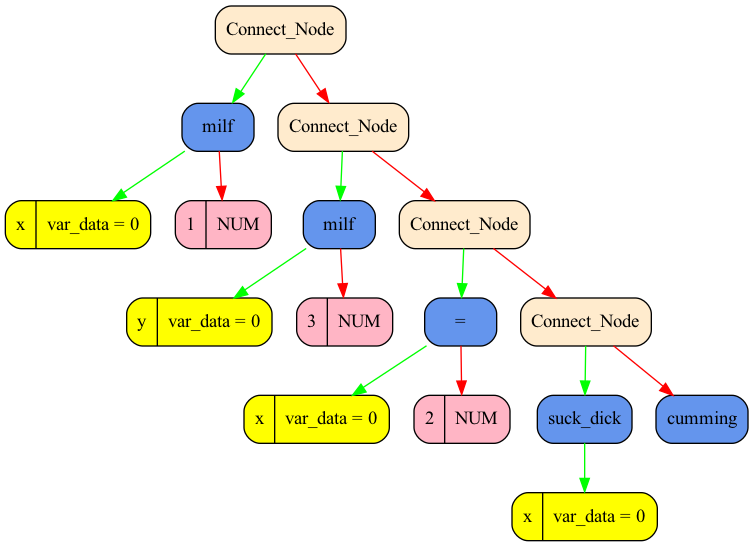 Connect_Node
milf
Connect_Node
x var_data = 0
1 NUM
milf
Connect_Node
y var_data = 0
3 NUM
=
Connect_Node
x var_data = 0
2 NUM
suck_dick
cumming
x var_data = 0